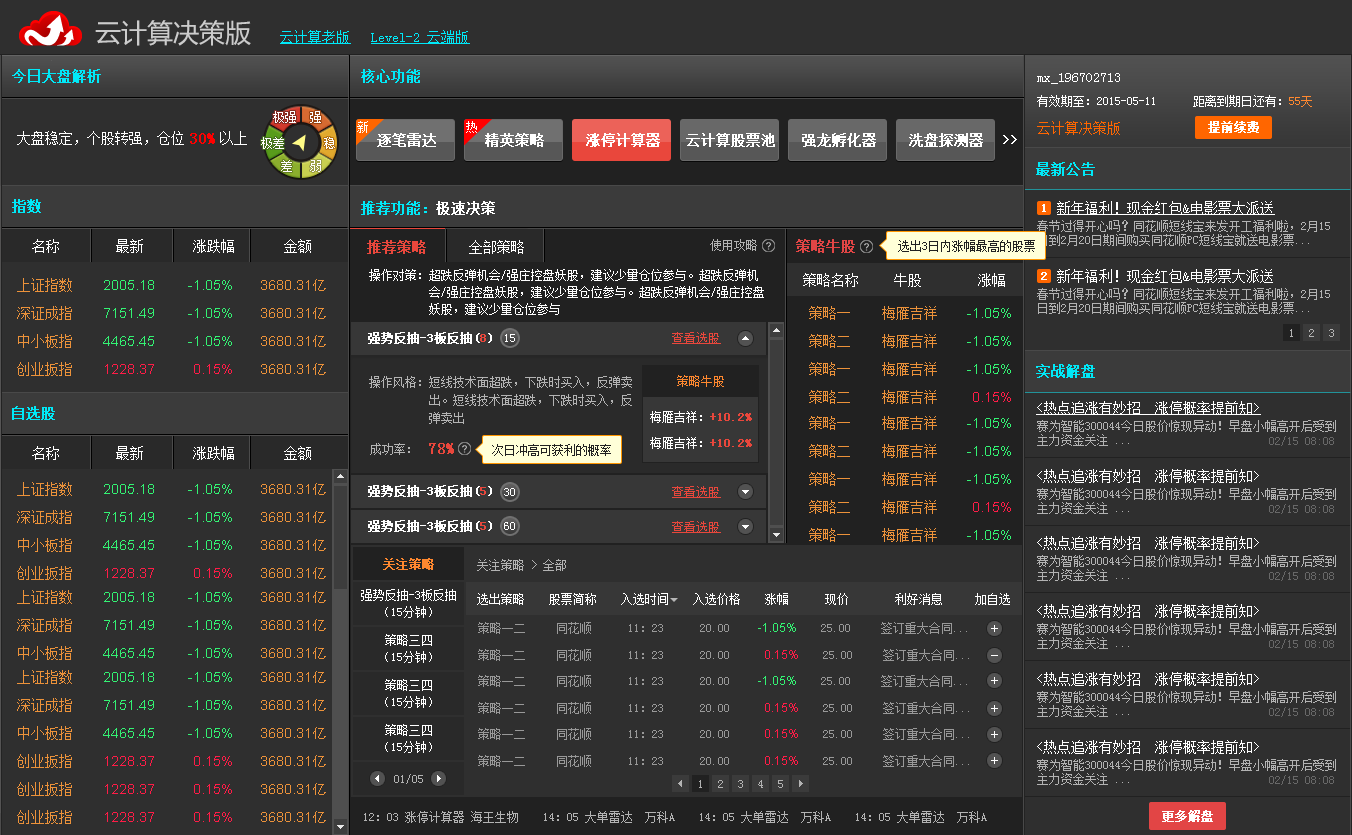 云计算决策版
云计算老版
Level-2 云端版
今日大盘解析
大盘稳定, 个股转强, 仓位 30% 以上
极强
强
极差
稳
差
弱
指数
名称 最新 涨跌幅 金额
上证指数 2005.18 -1.05% 3680.31亿
深证成指 7151.49 -1.05% 3680.31亿
中小板指 4465.45 -1.05% 3680.31亿
创业扳指 1228.37 0.15% 3680.31亿
自选股
名称 最新 涨跌幅 金额
上证指数 2005.18 -1.05% 3680.31亿
深证成指 7151.49 -1.05% 3680.31亿
中小扳指 4465.45 -1.05% 3680.31亿
创业扳指 1228.37 0.15% 3680.31亿
上证指数 2005.18 -1.05% 3680.31亿
深证成指 7151.49 -1.05% 3680.31亿
中小扳指 4465.45 -1.05% 3680.31亿
上证指数 2005.18 -1.05% 3680.31亿
深证成指 7151.49 -1.05% 3680.31亿
中小扳指 4465.45 -1.05% 3680.31亿
创业扳指 1228.37 0.15% 3680.31亿
创业扳指 1228.37 0.15% 3680.31亿
创业扳指 1228.37 0.15% 3680.31亿
核心功能
新
逐笔雷达
热
精英策略
涨停计算器
云计算股票池
强龙孵化器
洗盘探测器
>>
推荐功能: 极速决策
推荐策略 全部策略 使用攻略 ?
操作对策: 超跌反弹机会/强庄控盘妖股, 建议少量仓位参与。超跌反弹机
会/强庄控盘妖股, 建议少量仓位参与。超跌反弹机会/强庄控盘
妖股, 建议少量仓位参与
强势反抽-3板反抽(8) 15 查看选股
操作风格: 短线技术面超跌, 下跌时买入, 反弹卖
出。短线技术面超跌, 下跌时买入, 反
弹卖出
成功率: 78% ? 次日冲高可获利的概率
策略牛股
梅雁吉祥: +10.2%
梅雁吉祥: +10.2%
强势反抽-3板反抽(5) 30 查看选股
强势反抽-3板反抽(5) 60 查看选股
策略牛股 ? 选出3日内涨幅最高的股票
策略名称 牛股 涨幅
策略一 梅雁吉祥 -1.05%
策略二 梅雁吉祥 -1.05%
策略一 梅雁吉祥 -1.05%
策略二 梅雁吉祥 0.15%
策略一 梅雁吉祥 -1.05%
策略二 梅雁吉祥 -1.05%
策略一 梅雁吉祥 -1.05%
策略二 梅雁吉祥 0.15%
策略一 梅雁吉祥 -1.05%
关注策略
强势反抽-3板反抽
(15分钟)
策略三四
(15分钟)
策略三四
(15分钟)
策略三四
(15分钟)
01/05
关注策略 > 全部
选出策略 股票简称 入选时间 入选价格 涨幅 现价 利好消息 加自选
策略一二 同花顺 11: 23 20.00 -1.05% 25.00 签订重大合同... +
策略一二 同花顺 11: 23 20.00 0.15% 25.00 签订重大合同... −
策略一二 同花顺 11: 23 20.00 -1.05% 25.00 签订重大合同... +
策略一二 同花顺 11: 23 20.00 0.15% 25.00 签订重大合同... +
策略一二 同花顺 11: 23 20.00 0.15% 25.00 签订重大合同... +
策略一二 同花顺 11: 23 20.00 0.15% 25.00 签订重大合同... +
1 2 3 4 5
12: 03 涨停计算器 海王生物 14: 05 大单雷达 万科A 14: 05 大单雷达 万科A 14: 05 大单雷达 万科A
mx_196702713
有效期至: 2015-05-11 距离到期日还有: 55天
云计算决策版 提前续费
最新公告
1 新年福利! 现金红包&电影票大派送
春节过得开心吗? 同花顺短线宝来发开工福利啦, 2月15
日到2月20日期间购买同花顺PC短线宝就送电影票...
2 新年福利! 现金红包&电影票大派送
春节过得开心吗? 同花顺短线宝来发开工福利啦, 2月15
日到2月20日期间购买同花顺PC短线宝就送电影票...
1 2 3
实战解盘
<热点追涨有妙招 涨停概率提前知>
赛为智能300044今日股价惊现异动! 早盘小幅高开后受到
主力资金关注 ... 02/15 08:08
<热点追涨有妙招 涨停概率提前知>
赛为智能300044今日股价惊现异动! 早盘小幅高开后受到
主力资金关注 ... 02/15 08:08
<热点追涨有妙招 涨停概率提前知>
赛为智能300044今日股价惊现异动! 早盘小幅高开后受到
主力资金关注 ... 02/15 08:08
<热点追涨有妙招 涨停概率提前知>
赛为智能300044今日股价惊现异动! 早盘小幅高开后受到
主力资金关注 ... 02/15 08:08
<热点追涨有妙招 涨停概率提前知>
赛为智能300044今日股价惊现异动! 早盘小幅高开后受到
主力资金关注 ... 02/15 08:08
<热点追涨有妙招 涨停概率提前知>
赛为智能300044今日股价惊现异动! 早盘小幅高开后受到
主力资金关注 ... 02/15 08:08
更多解盘